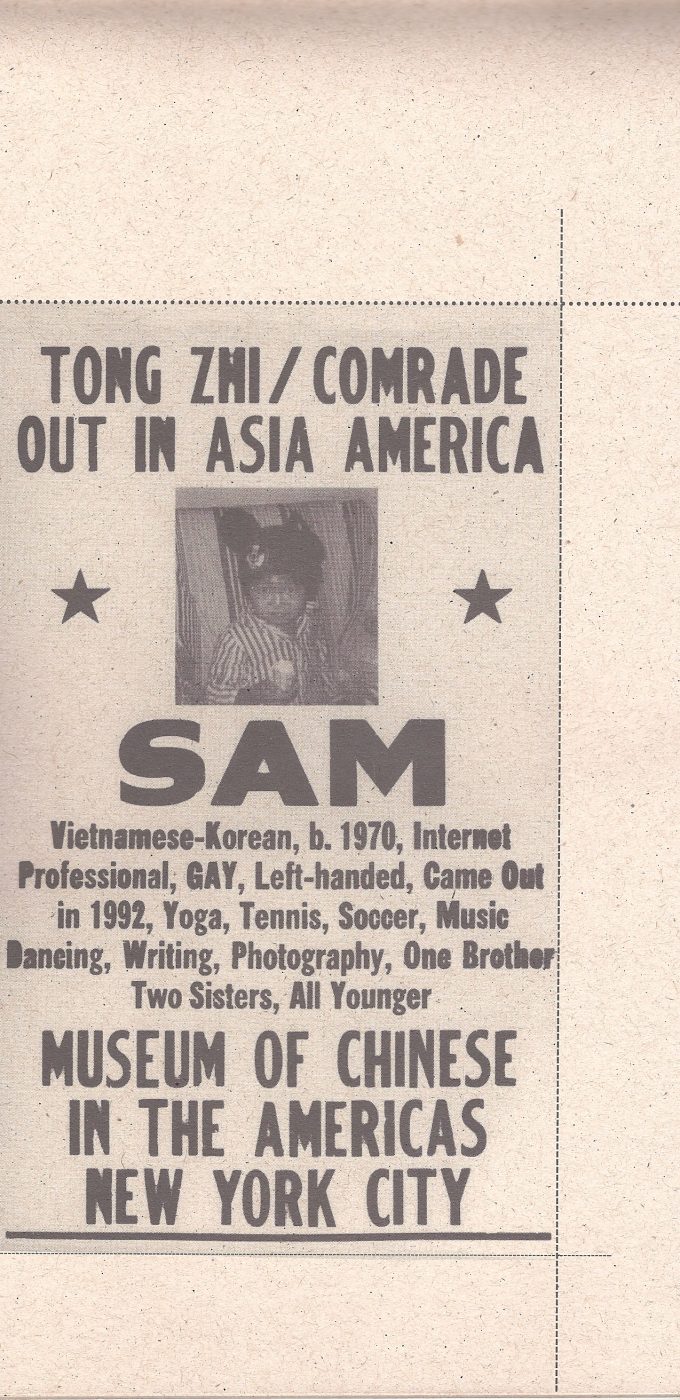 TONG ZHI / COMRADE
OUT IN ASIA AMERICA
SAM
Vietnamese-Korean, b. 1970, Internet
Professional, GAY, Left-handed, Came Out
in 1992, Yoga, Tennis, Soccer, Music
Dancing, Writing, Photography, One Brother
Two Sisters, All Younger
MUSEUM OF CHINESE
IN THE AMERICAS
NEW YORK CITY